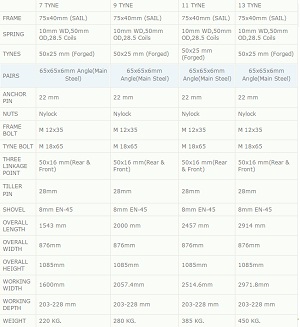 7 TYNE 9 TYNE 11 TYNE 13 TYNE
FRAME 75x40mm (SAIL) 75x40mm (SAIL) 75x40mm (SAIL) 75x40mm (SAIL)
SPRING 10mm WD,50mm OD,28.5 Coils 10mm WD,50mm OD,28.5 Coils 10mm WD,50mm OD,28.5 Coils 10mm WD,50mm OD,28.5 Coils
TYNES 50x25 mm (Forged) 50x25 mm (Forged) 50x25 mm (Forged) 50x25 mm (Forged)
PAIRS 65x65x6mm Angle(Main Steel) 65x65x6mm Angle(Main Steel) 65x65x6mm Angle(Main Steel) 65x65x6mm Angle(Main Steel)
ANCHOR PIN 22 mm 22 mm 22 mm 22 mm
NUTS Nylock Nylock Nylock Nylock
FRAME BOLT M 12x35 M 12x35 M 12x35 M 12x35
TYNE BOLT M 18x65 M 18x65 M 18x65 M 18x65
THREE LINKAGE POINT 50x16 mm(Rear & Front) 50x16 mm(Rear & Front) 50x16 mm(Rear & Front) 50x16 mm(Rear & Front)
TILLER PIN 28mm 28mm 28mm 28mm
SHOVEL 8mm EN-45 8mm EN-45 8mm EN-45 8mm EN-45
OVERALL LENGTH 1543 mm 2000 mm 2457 mm 2914 mm
OVERALL WIDTH 876mm 876mm 876mm 876mm
OVERALL HEIGHT 1085mm 1085mm 1085mm 1085mm
WORKING WIDTH 1600mm 2057.4mm 2514.6mm 2971.8mm
WORKING DEPTH 203-228 mm 203-228 mm 203-228 mm 203-228 mm
WEIGHT 220 KG. 280 KG. 385 KG. 450 KG.